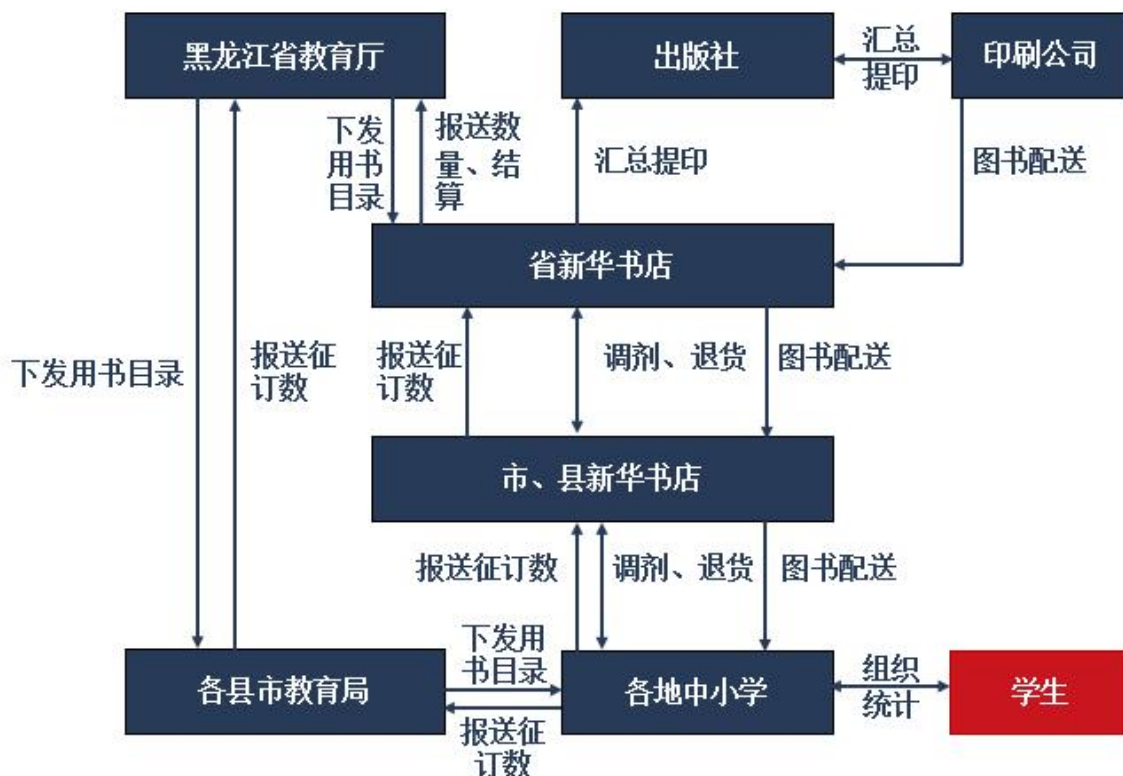 黑龙江省教育厅
出版社
汇总
提印
印刷公司
下发
用书
目录
报送数
量、结
算
汇总提印
图书配送
省新华书店
下发用书目录
报送征
订数
报送征
订数
调剂、退货
图书配送
市、县新华书店
报送征订数
调剂、退货
图书配送
各县市教育局
下发用
书目录
报送征
订数
各地中小学
组织
统计
学生